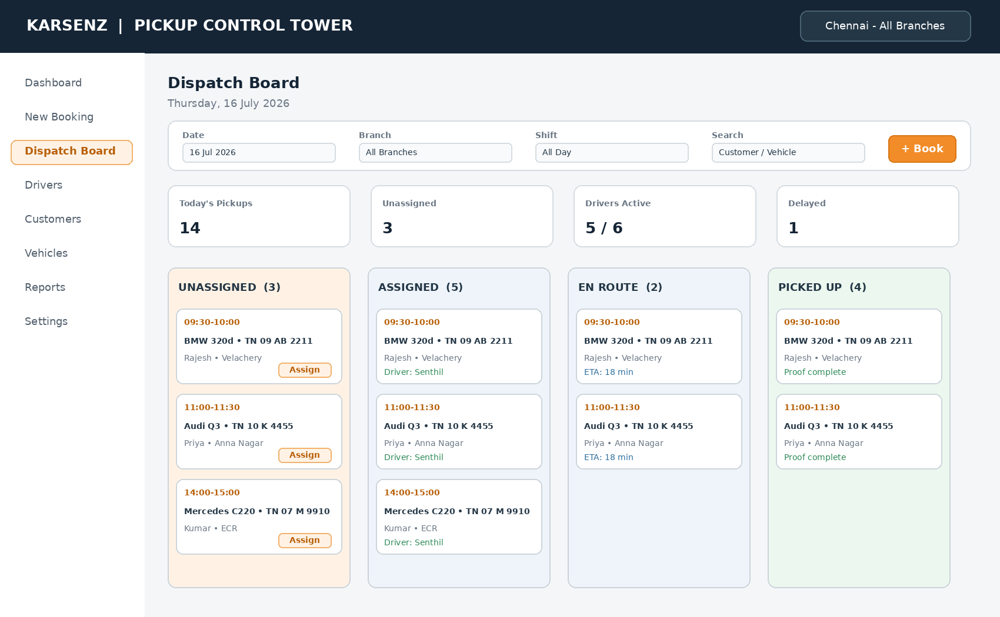 KARSENZ | PICKUP CONTROL TOWER
Chennai - All Branches
Dashboard
New Booking
Dispatch Board
Drivers
Customers
Vehicles
Reports
Settings
Dispatch Board
Thursday, 16 July 2026
Date
16 Jul 2026
Branch
All Branches
Shift
All Day
Search
Customer / Vehicle
+ Book
Today's Pickups
14
Unassigned
3
Drivers Active
5 / 6
Delayed
1
UNASSIGNED (3)
09:30-10:00
BMW 320d • TN 09 AB 2211
Rajesh • Velachery
Assign
11:00-11:30
Audi Q3 • TN 10 K 4455
Priya • Anna Nagar
Assign
14:00-15:00
Mercedes C220 • TN 07 M 9910
Kumar • ECR
Assign
ASSIGNED (5)
09:30-10:00
BMW 320d • TN 09 AB 2211
Rajesh • Velachery
Driver: Senthil
11:00-11:30
Audi Q3 • TN 10 K 4455
Priya • Anna Nagar
Driver: Senthil
14:00-15:00
Mercedes C220 • TN 07 M 9910
Kumar • ECR
Driver: Senthil
EN ROUTE (2)
09:30-10:00
BMW 320d • TN 09 AB 2211
Rajesh • Velachery
ETA: 18 min
11:00-11:30
Audi Q3 • TN 10 K 4455
Priya • Anna Nagar
ETA: 18 min
PICKED UP (4)
09:30-10:00
BMW 320d • TN 09 AB 2211
Rajesh • Velachery
Proof complete
11:00-11:30
Audi Q3 • TN 10 K 4455
Priya • Anna Nagar
Proof complete